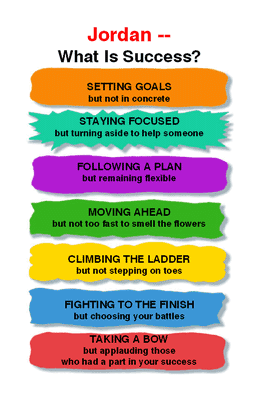 Jordan --
What Is Success?
SETTING GOALS
but not in concrete
STAYING FOCUSED
but turning aside to help someone
FOLLOWING A PLAN
but remaining flexible
MOVING AHEAD
but not too fast to smell the flowers
CLIMBING THE LADDER
but not stepping on toes
FIGHTING TO THE FINISH
but choosing your battles
TAKING A BOW
but applauding those
who had a part in your success